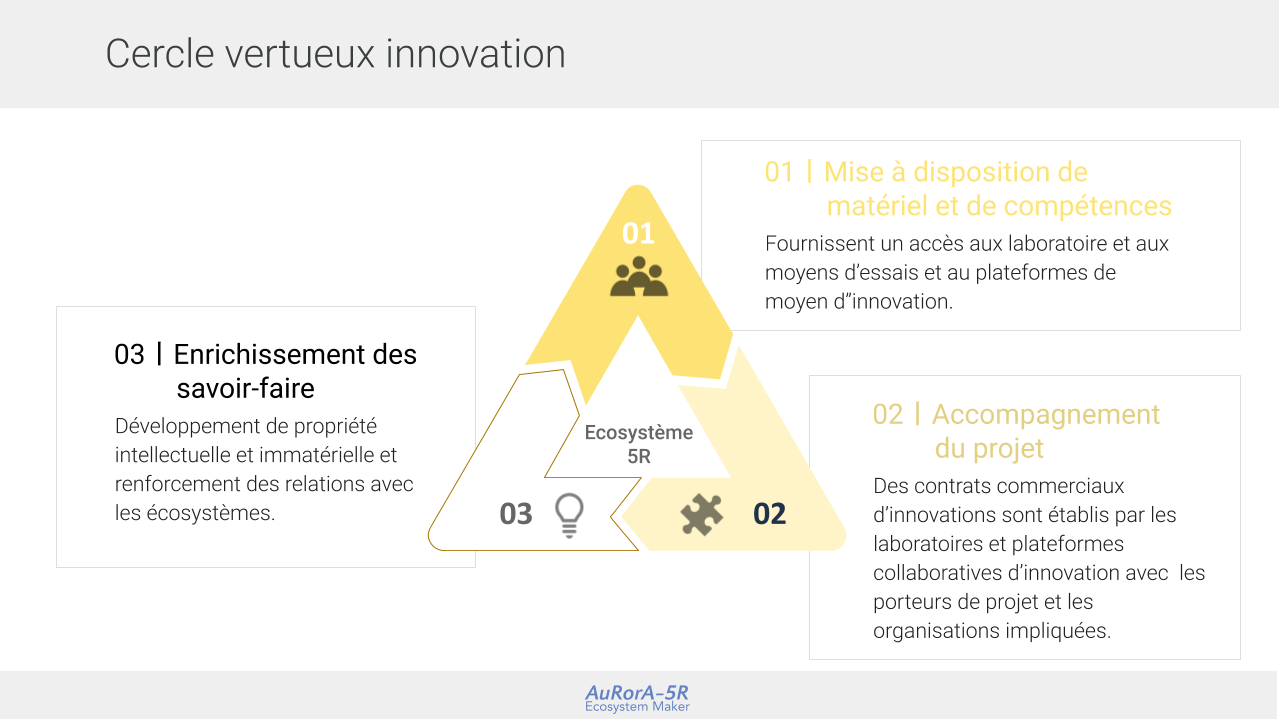 Cercle vertueux innovation
01 | Mise à disposition de
matériel et de compétences
Fournissent un accès aux laboratoire et aux
moyens d’essais et au plateformes de
moyen d”innovation.
01
03 | Enrichissement des
savoir-faire
Développement de propriété
intellectuelle et immatérielle et
renforcement des relations avec
les écosystèmes.
Ecosystème
5R
03
02
02 | Accompagnement
du projet
Des contrats commerciaux
d’innovations sont établis par les
laboratoires et plateformes
collaboratives d’innovation avec  les
porteurs de projet et les
organisations impliquées.
AuRorA-5R
Ecosystem Maker